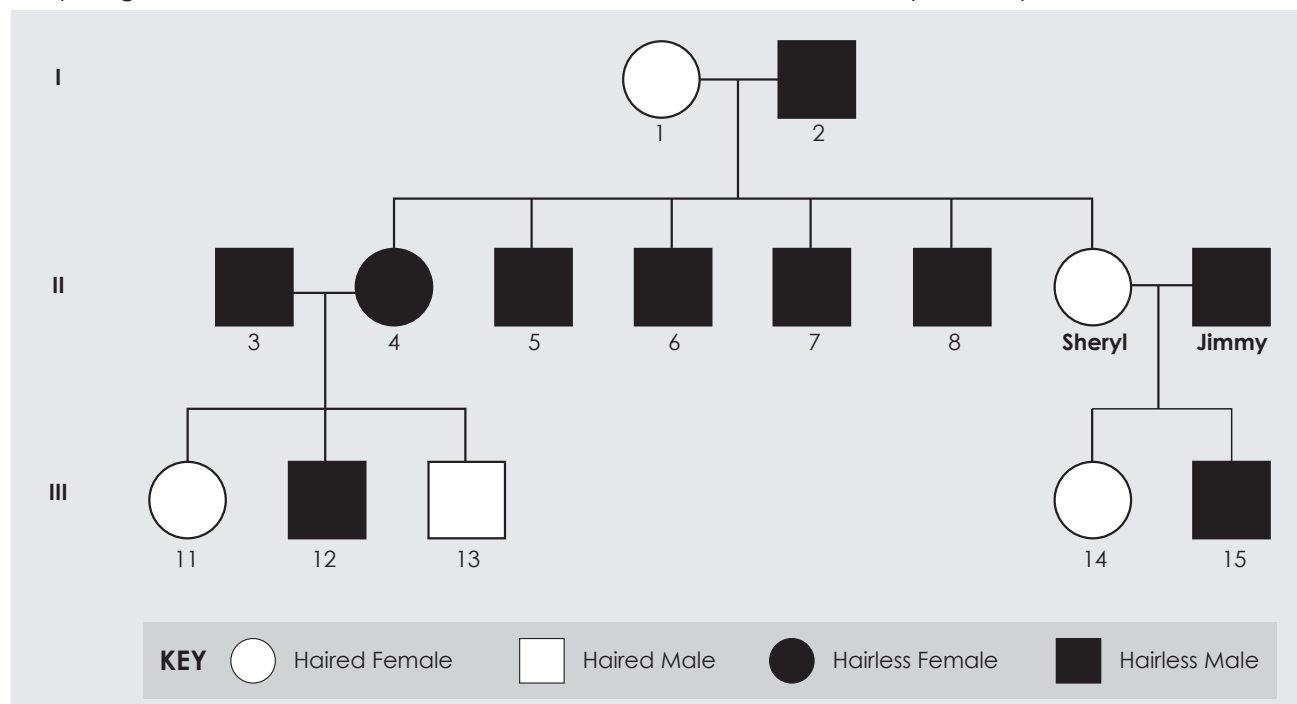 I
1 2
II
3 4 5 6 7 8 Sheryl Jimmy
III
11 12 13 14 15
KEY Haired Female Haired Male Hairless Female Hairless Male